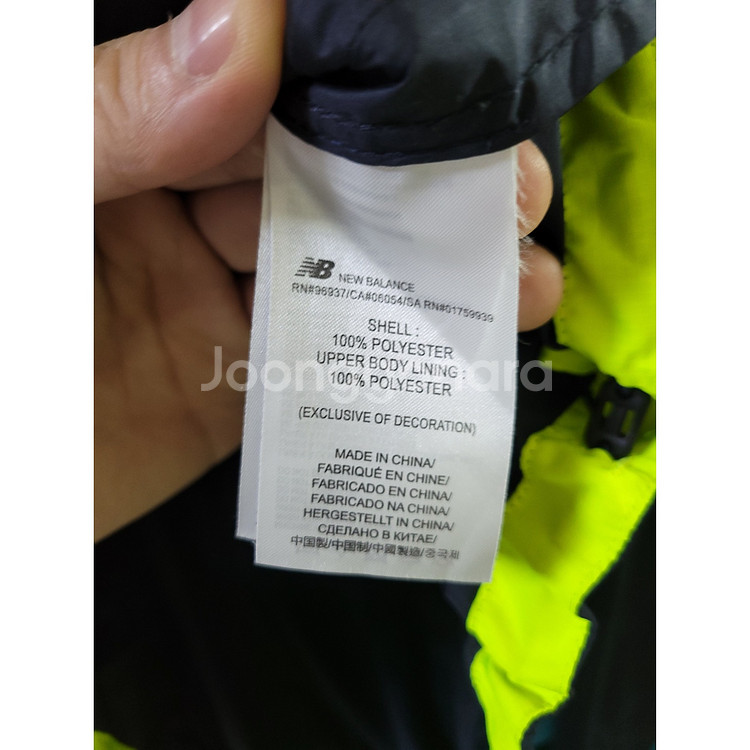 NB NEW BALANCE
RN#96937/CA#06054/SA RN#01759939
SHELL :
100% POLYESTER
UPPER BODY LINING :
100% POLYESTER
Joonggonara
(EXCLUSIVE OF DECORATION)
MADE IN CHINA/
FABRIQUÉ EN CHINE/
FABRICADO EN CHINA/
FABRICADO NA CHINA/
HERGESTELLT IN CHINA/
СДЕЛАНО В КИТАЕ/
中国製/中国制/中國製造/중국제